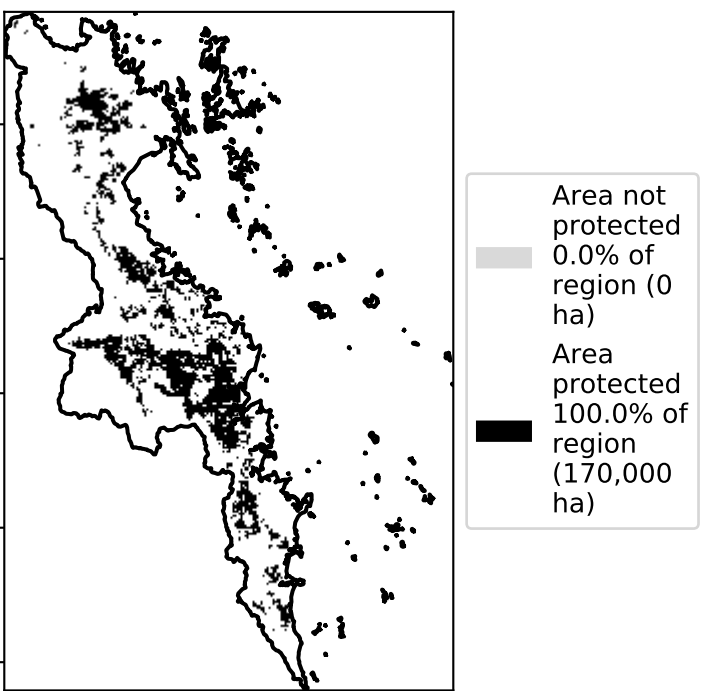 Area not
protected
0.0% of
region (0
ha)
Area
protected
100.0% of
region
(170,000
ha)